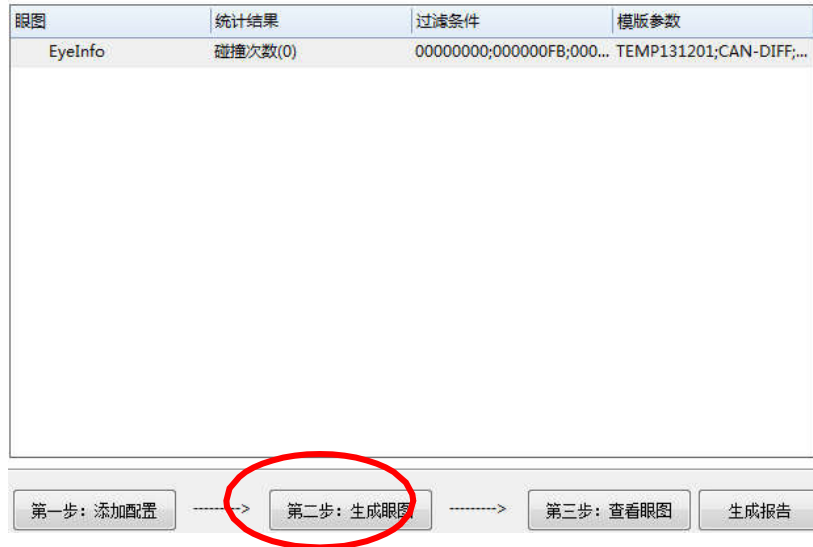 眼图 统计结果 过滤条件 模版参数
EyeInfo 碰撞次数(0) 00000000;000000FB;000... TEMP131201;CAN-DIFF;...
第一步：添加配置 ---------> 第二步：生成眼图 ---------> 第三步：查看眼图 生成报告